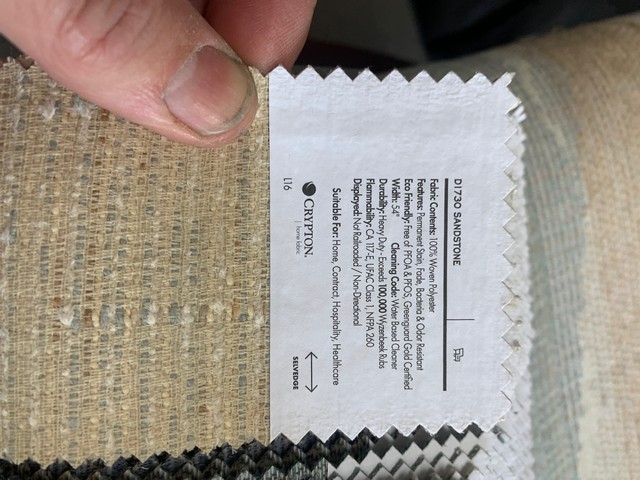 D1730 SANDSTONE
Fabric Contents: 100% Woven Polyester
Features: Permanent Stain, Fade, Bacteria & Odor Resistant
Eco Friendly: Free of PFOA & PFOS, Greenguard Gold Certified
Width: 54" Cleaning Code: Water Based Cleaner
Durability: Heavy Duty - Exceeds 100,000 Wyzenbeek Rubs
Flammability: CA 117-E, UFAC Class 1, NFPA 260
Displayed: Not Railroaded / Non-Directional
Suitable For: Home, Contract, Hospitality, Healthcare
CRYPTON.
home fabric
SELVEDGE
L16